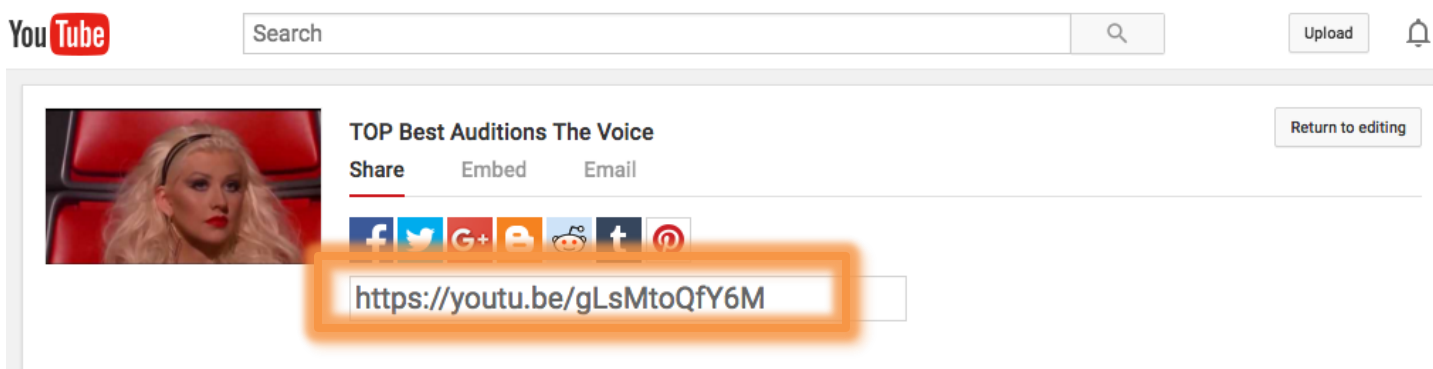 YouTube
Search
Upload
TOP Best Auditions The Voice
Return to editing
Share Embed Email
f G+ B t
https://youtu.be/gLsMtoQfY6M